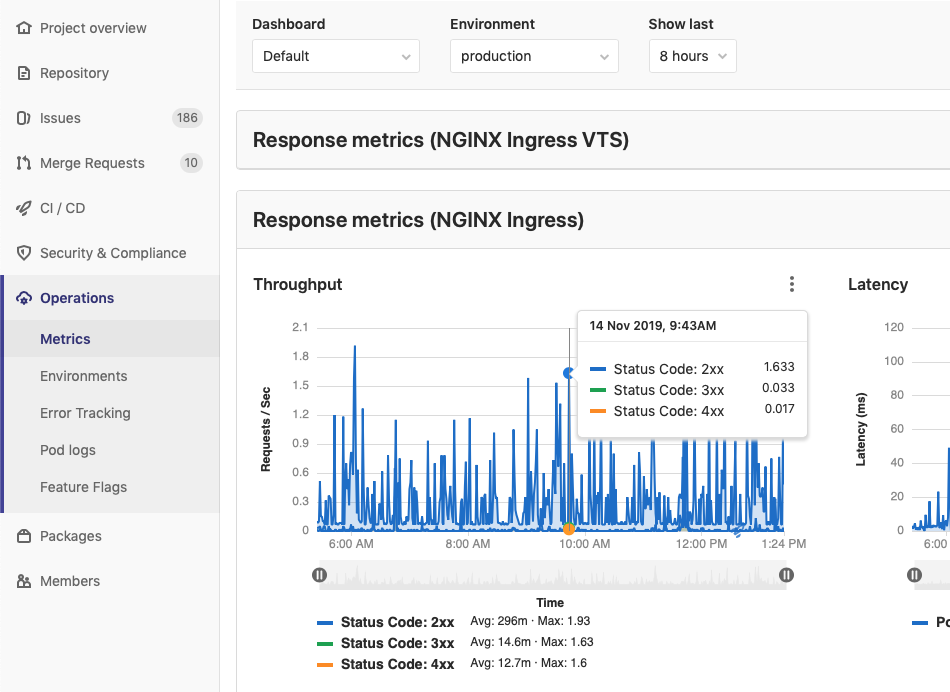 Project overview
Repository
Issues 186
Merge Requests 10
CI / CD
Security & Compliance
Operations
Metrics
Environments
Error Tracking
Pod logs
Feature Flags
Packages
Members
Dashboard Environment Show last
Default production 8 hours
Response metrics (NGINX Ingress VTS)
Response metrics (NGINX Ingress)
Throughput
Requests / Sec
2.1
1.8
1.5
1.2
0.9
0.6
0.3
0
14 Nov 2019, 9:43AM
Status Code: 2xx 1.633
Status Code: 3xx 0.033
Status Code: 4xx 0.017
6:00 AM 8:00 AM 10:00 AM 12:00 PM 1:24 PM
Time
Status Code: 2xx Avg: 296m · Max: 1.93
Status Code: 3xx Avg: 14.6m · Max: 1.63
Status Code: 4xx Avg: 12.7m · Max: 1.6
Latency
Latency (ms)
120
100
80
60
40
20
0
6:00